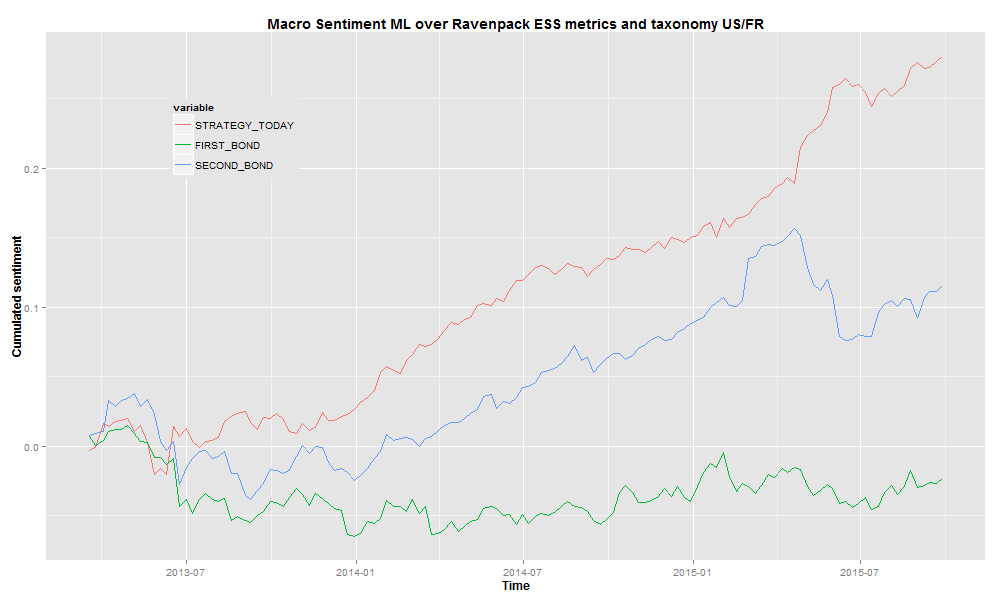 Macro Sentiment ML over Ravenpack ESS metrics and taxonomy US/FR
variable
STRATEGY_TODAY
FIRST_BOND
SECOND_BOND
Cumulated sentiment
0.2
0.1
0.0
2013-07 2014-01 2014-07 2015-01 2015-07
Time